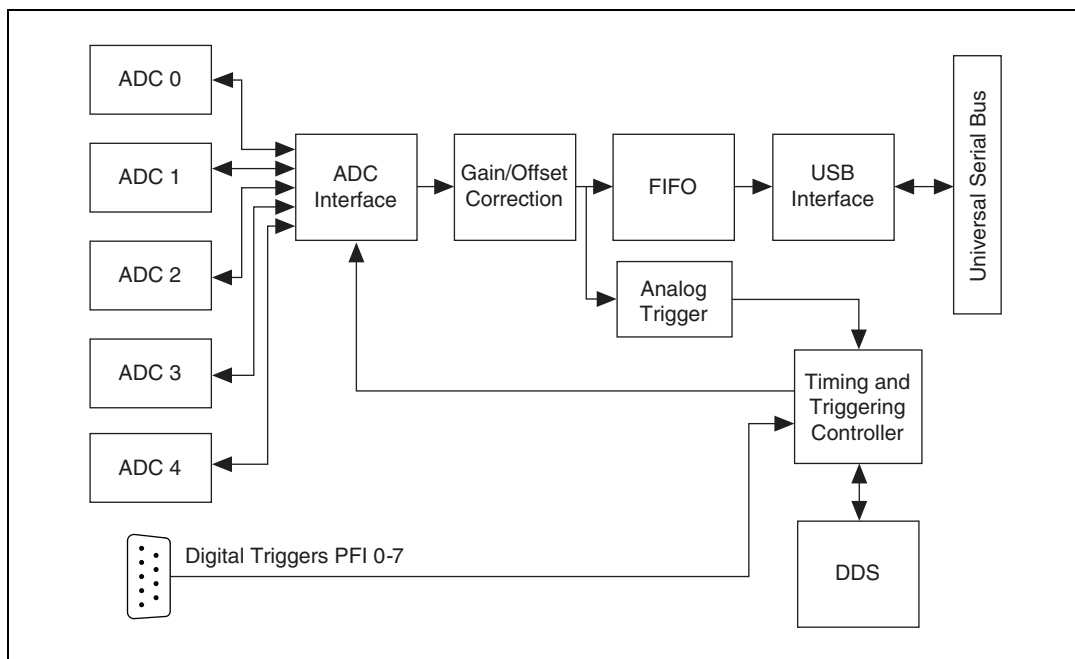 ADC 0
ADC 1
ADC 2
ADC 3
ADC 4
ADC
Interface
Gain/Offset
Correction
FIFO
USB
Interface
Universal Serial Bus
Analog
Trigger
Timing and
Triggering
Controller
DDS
Digital Triggers PFI 0-7